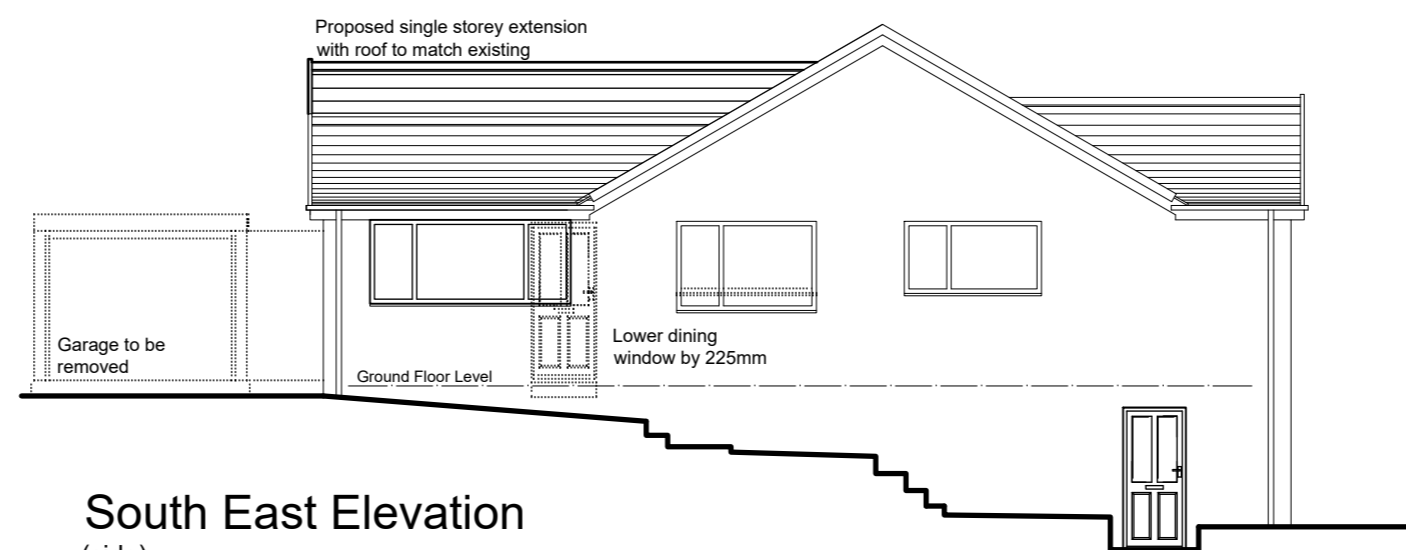 Proposed single storey extension
with roof to match existing
Garage to be
removed
Lower dining
window by 225mm
Ground Floor Level
South East Elevation